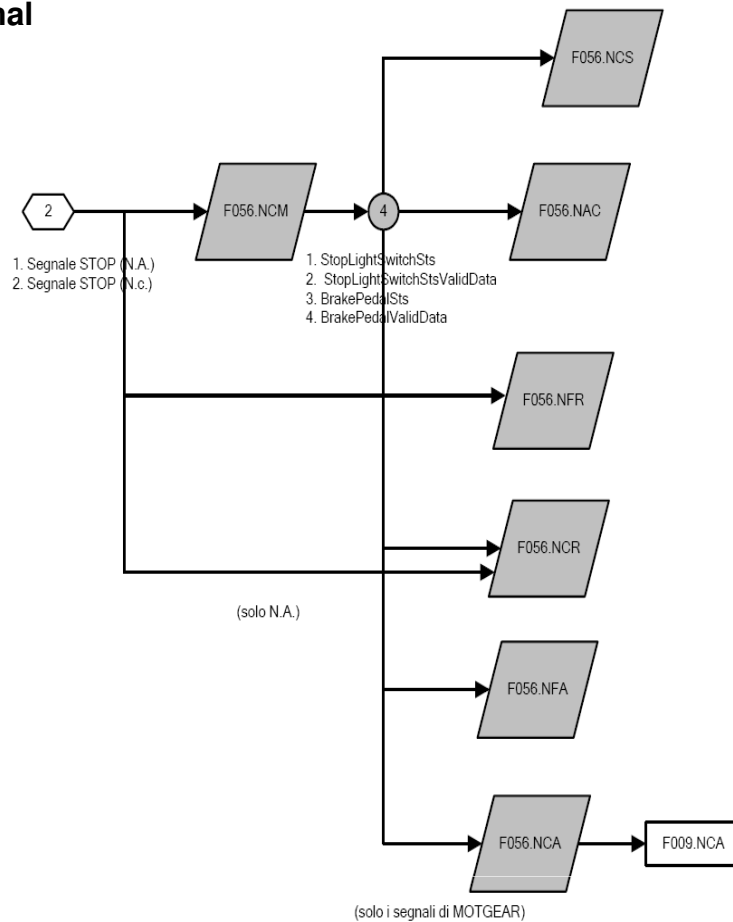 nal
F056.NCS
2
F056.NCM
4
F056.NAC
1. Segnale STOP (N.A.)
2. Segnale STOP (N.c.)
1. StopLightSwitchSts
2. StopLightSwitchStsValidData
3. BrakePedalSts
4. BrakePedalValidData
F056.NFR
F056.NCR
(solo N.A.)
F056.NFA
F056.NCA
F009.NCA
(solo i segnali di MOTGEAR)